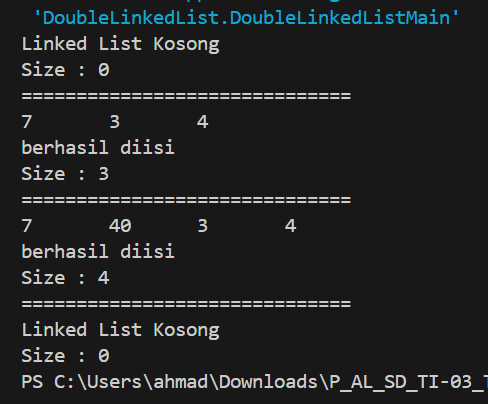 'DoubleLinkedList.DoubleLinkedListMain'
Linked List Kosong
Size : 0
==============================
7       3       4
berhasil diisi
Size : 3
==============================
7       40      3       4
berhasil diisi
Size : 4
==============================
Linked List Kosong
Size : 0
PS C:\Users\ahmad\Downloads\P_AL_SD_TI-03_